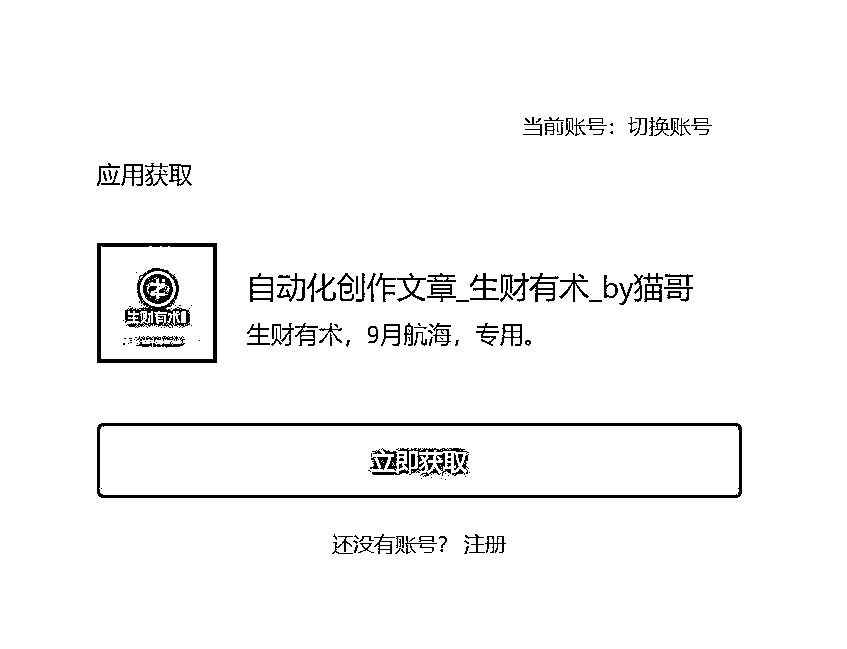 当前账号：切换账号
应用获取
生财有术
自动化创作文章_生财有术_by猫哥
生财有术，9月航海，专用。
立即获取
还没有账号？ 注册